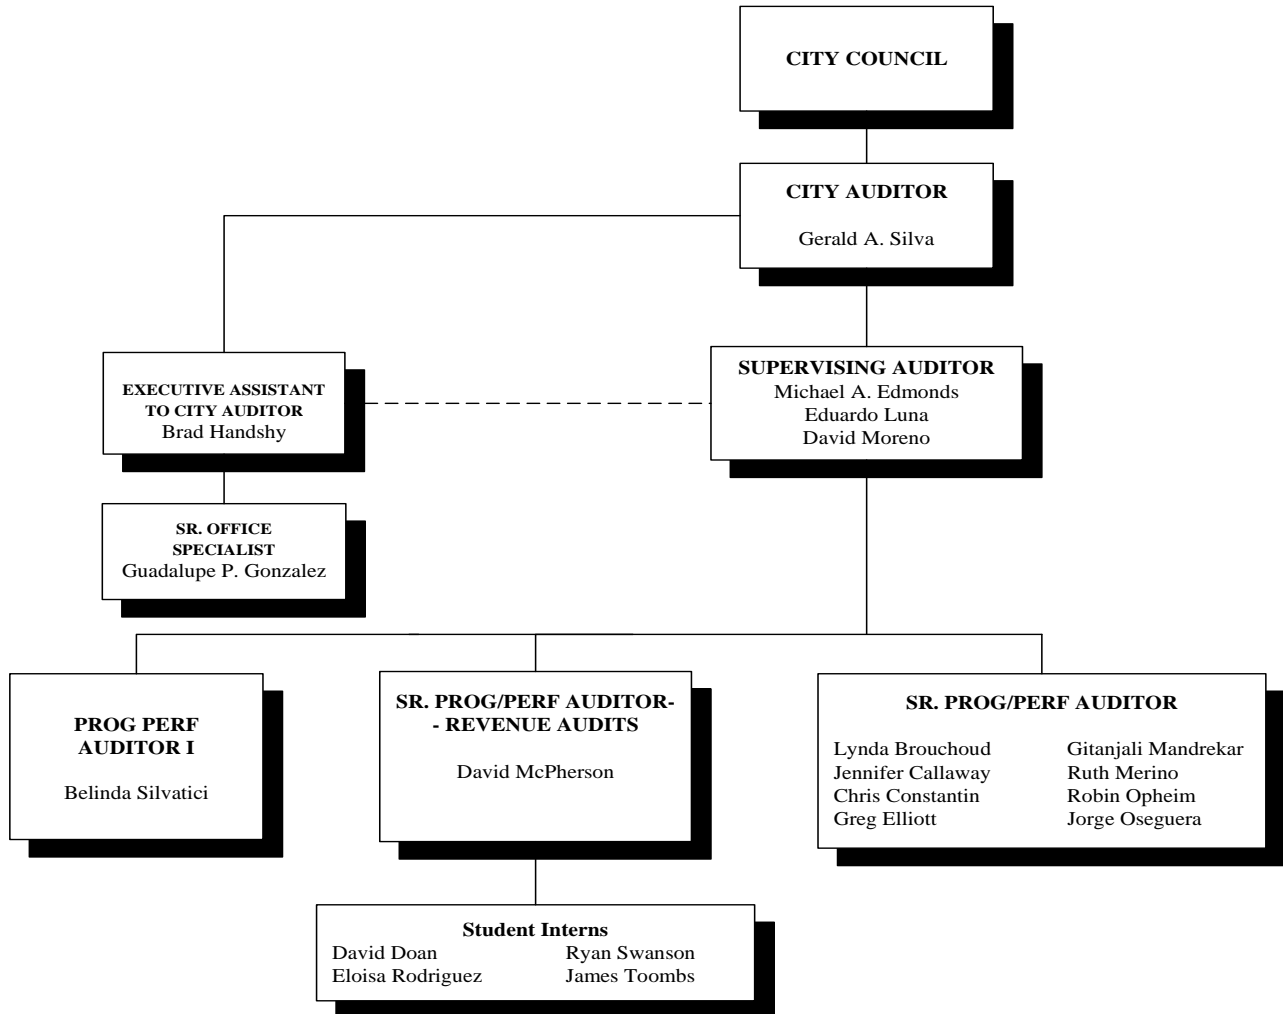 CITY COUNCIL
CITY AUDITOR
Gerald A. Silva
EXECUTIVE ASSISTANT
TO CITY AUDITOR
Brad Handshy
SUPERVISING AUDITOR
Michael A. Edmonds
Eduardo Luna
David Moreno
SR. OFFICE
SPECIALIST
Guadalupe P. Gonzalez
PROG PERF
AUDITOR I
Belinda Silvatici
SR. PROG/PERF AUDITOR-
- REVENUE AUDITS
David McPherson
SR. PROG/PERF AUDITOR
Lynda Brouchoud Gitanjali Mandrekar
Jennifer Callaway Ruth Merino
Chris Constantin Robin Opheim
Greg Elliott Jorge Oseguera
Student Interns
David Doan Ryan Swanson
Eloisa Rodriguez James Toombs